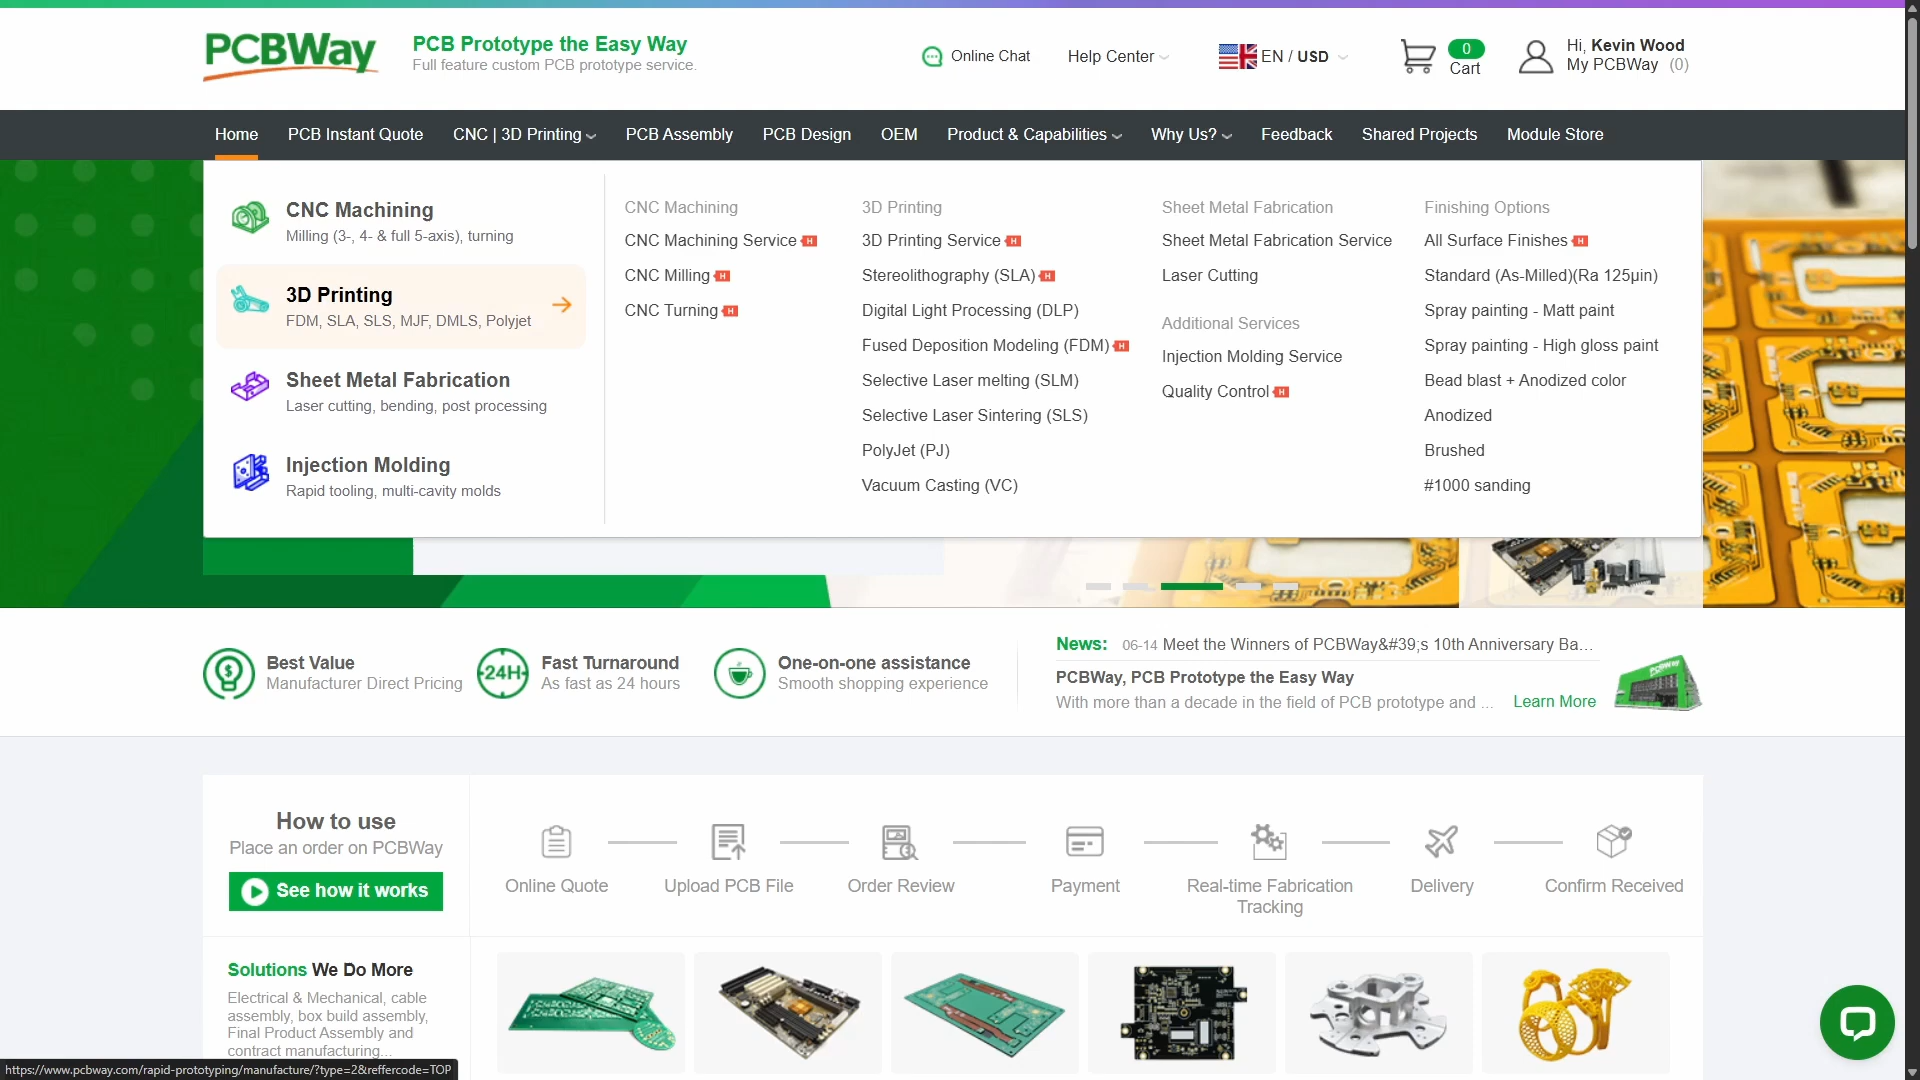 PCBWay
PCB Prototype the Easy Way
Full feature custom PCB prototype service.
Online Chat
Help Center
EN / USD
0
Cart
Hi, Kevin Wood
My PCBWay (0)
Home
PCB Instant Quote
CNC | 3D Printing
PCB Assembly
PCB Design
OEM
Product & Capabilities
Why Us?
Feedback
Shared Projects
Module Store
CNC Machining
Milling (3-, 4- & full 5-axis), turning
3D Printing
FDM, SLA, SLS, MJF, DMLS, Polyjet
Sheet Metal Fabrication
Laser cutting, bending, post processing
Injection Molding
Rapid tooling, multi-cavity molds
CNC Machining
CNC Machining Service H
CNC Milling H
CNC Turning H
3D Printing
3D Printing Service H
Stereolithography (SLA) H
Digital Light Processing (DLP)
Fused Deposition Modeling (FDM) H
Selective Laser melting (SLM)
Selective Laser Sintering (SLS)
PolyJet (PJ)
Vacuum Casting (VC)
Sheet Metal Fabrication
Sheet Metal Fabrication Service
Laser Cutting
Additional Services
Injection Molding Service
Quality Control H
Finishing Options
All Surface Finishes H
Standard (As-Milled)(Ra 125µin)
Spray painting - Matt paint
Spray painting - High gloss paint
Bead blast + Anodized color
Anodized
Brushed
#1000 sanding
Best Value
Manufacturer Direct Pricing
24H
Fast Turnaround
As fast as 24 hours
One-on-one assistance
Smooth shopping experience
News: 06-14 Meet the Winners of PCBWay&#39;s 10th Anniversary Ba...
PCBWay, PCB Prototype the Easy Way
With more than a decade in the field of PCB prototype and ... Learn More
PCBWay
How to use
Place an order on PCBWay
See how it works
Online Quote
Upload PCB File
Order Review
Payment
Real-time Fabrication
Tracking
Delivery
Confirm Received
Solutions We Do More
Electrical & Mechanical, cable
assembly, box build assembly,
Final Product Assembly and
contract manufacturing...
https://www.pcbway.com/rapid-prototyping/manufacture/?type=2&reffercode=TOP